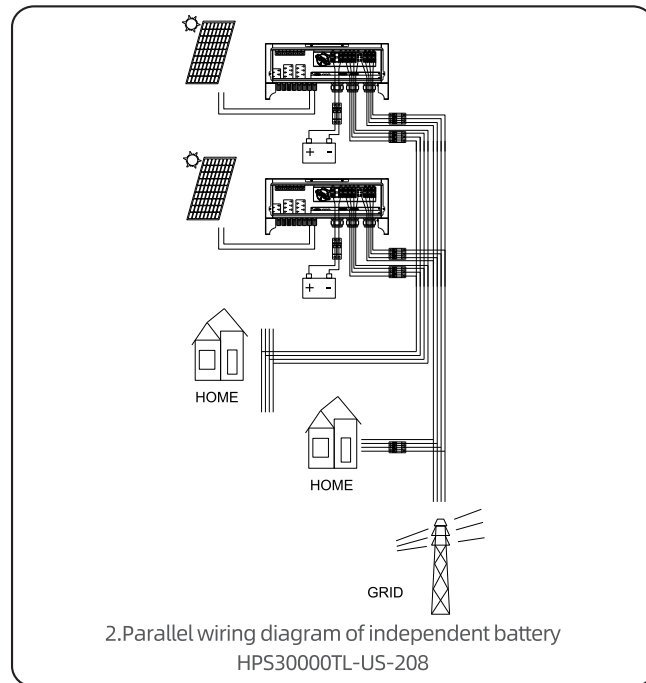 + -
+ -
HOME
HOME
GRID
2.Parallel wiring diagram of independent battery
HPS30000TL-US-208